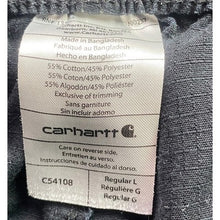 Made in Bangladesh
Fabriqué au Bangladesh
Hecho en Bangladesh
55% Cotton/45% Polyester
55% Coton/45% Polyester
55% Algodón/45% Poliéster
Exclusive of trimming
Sans garniture
Sin incluir adorno
carhartt
Care on reverse side.
Entretien au verso.
Instrucciones de cuidado
al dorso.
C54108
Regular L
Régulière G
Regular G